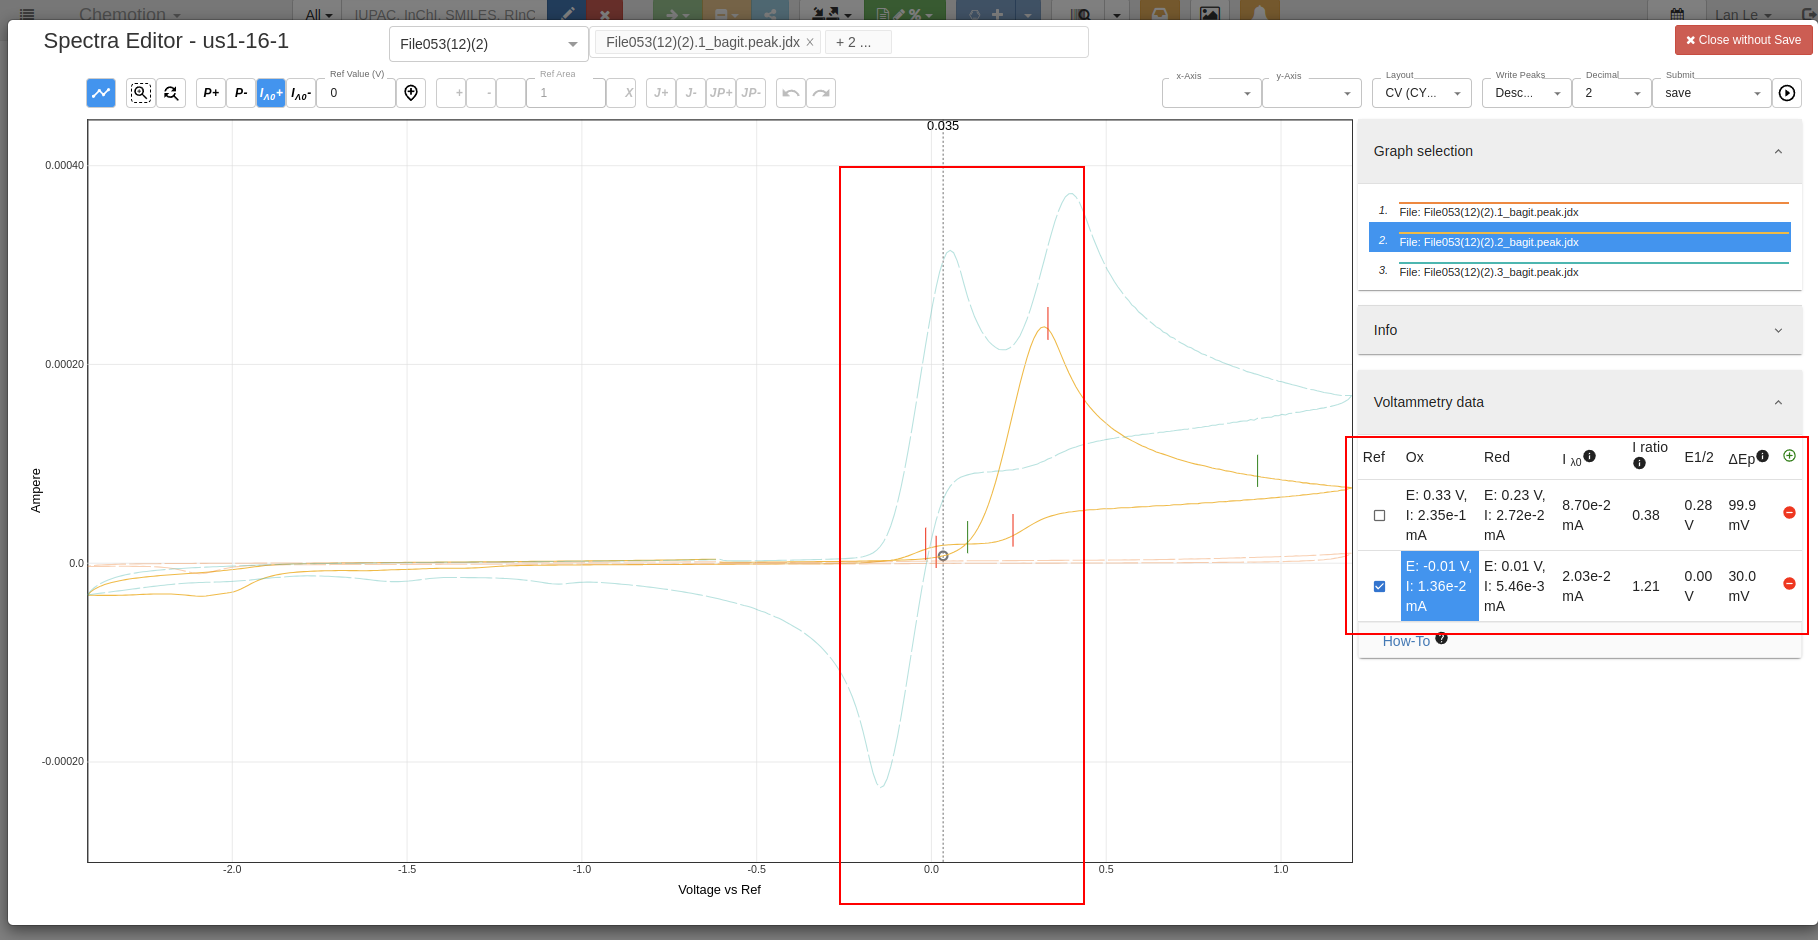 Chemotion
All
IUPAC, InChI, SMILES, RInC
%
Lan Le
Spectra Editor - us1-16-1
File053(12)(2)
File053(12)(2).1_bagit.peak.jdx ×
+ 2 ...
✖ Close without Save
Ref Value (V)
Ref Area
x-Axis
y-Axis
Layout
Write Peaks
Decimal
Submit
P+ P- IΛ0+ IΛ0- 0 + - 1 X J+ J- JP+ JP-
CV (CY...
Desc...
2
save
0.035
0.00040
0.00020
0.0
-0.00020
Ampere
-2.0 -1.5 -1.0 -0.5 0.0 0.5 1.0
Voltage vs Ref
Graph selection
1. File: File053(12)(2).1_bagit.peak.jdx
2. File: File053(12)(2).2_bagit.peak.jdx
3. File: File053(12)(2).3_bagit.peak.jdx
Info
Voltammetry data
Ref Ox Red I λ0 I ratio E1/2 ΔEp
E: 0.33 V, E: 0.23 V, 8.70e-2 0.38 0.28 99.9
I: 2.35e-1 I: 2.72e-2 mA V mV
mA mA
E: -0.01 V, E: 0.01 V, 2.03e-2 1.21 0.00 30.0
I: 1.36e-2 I: 5.46e-3 mA V mV
mA mA
How-To